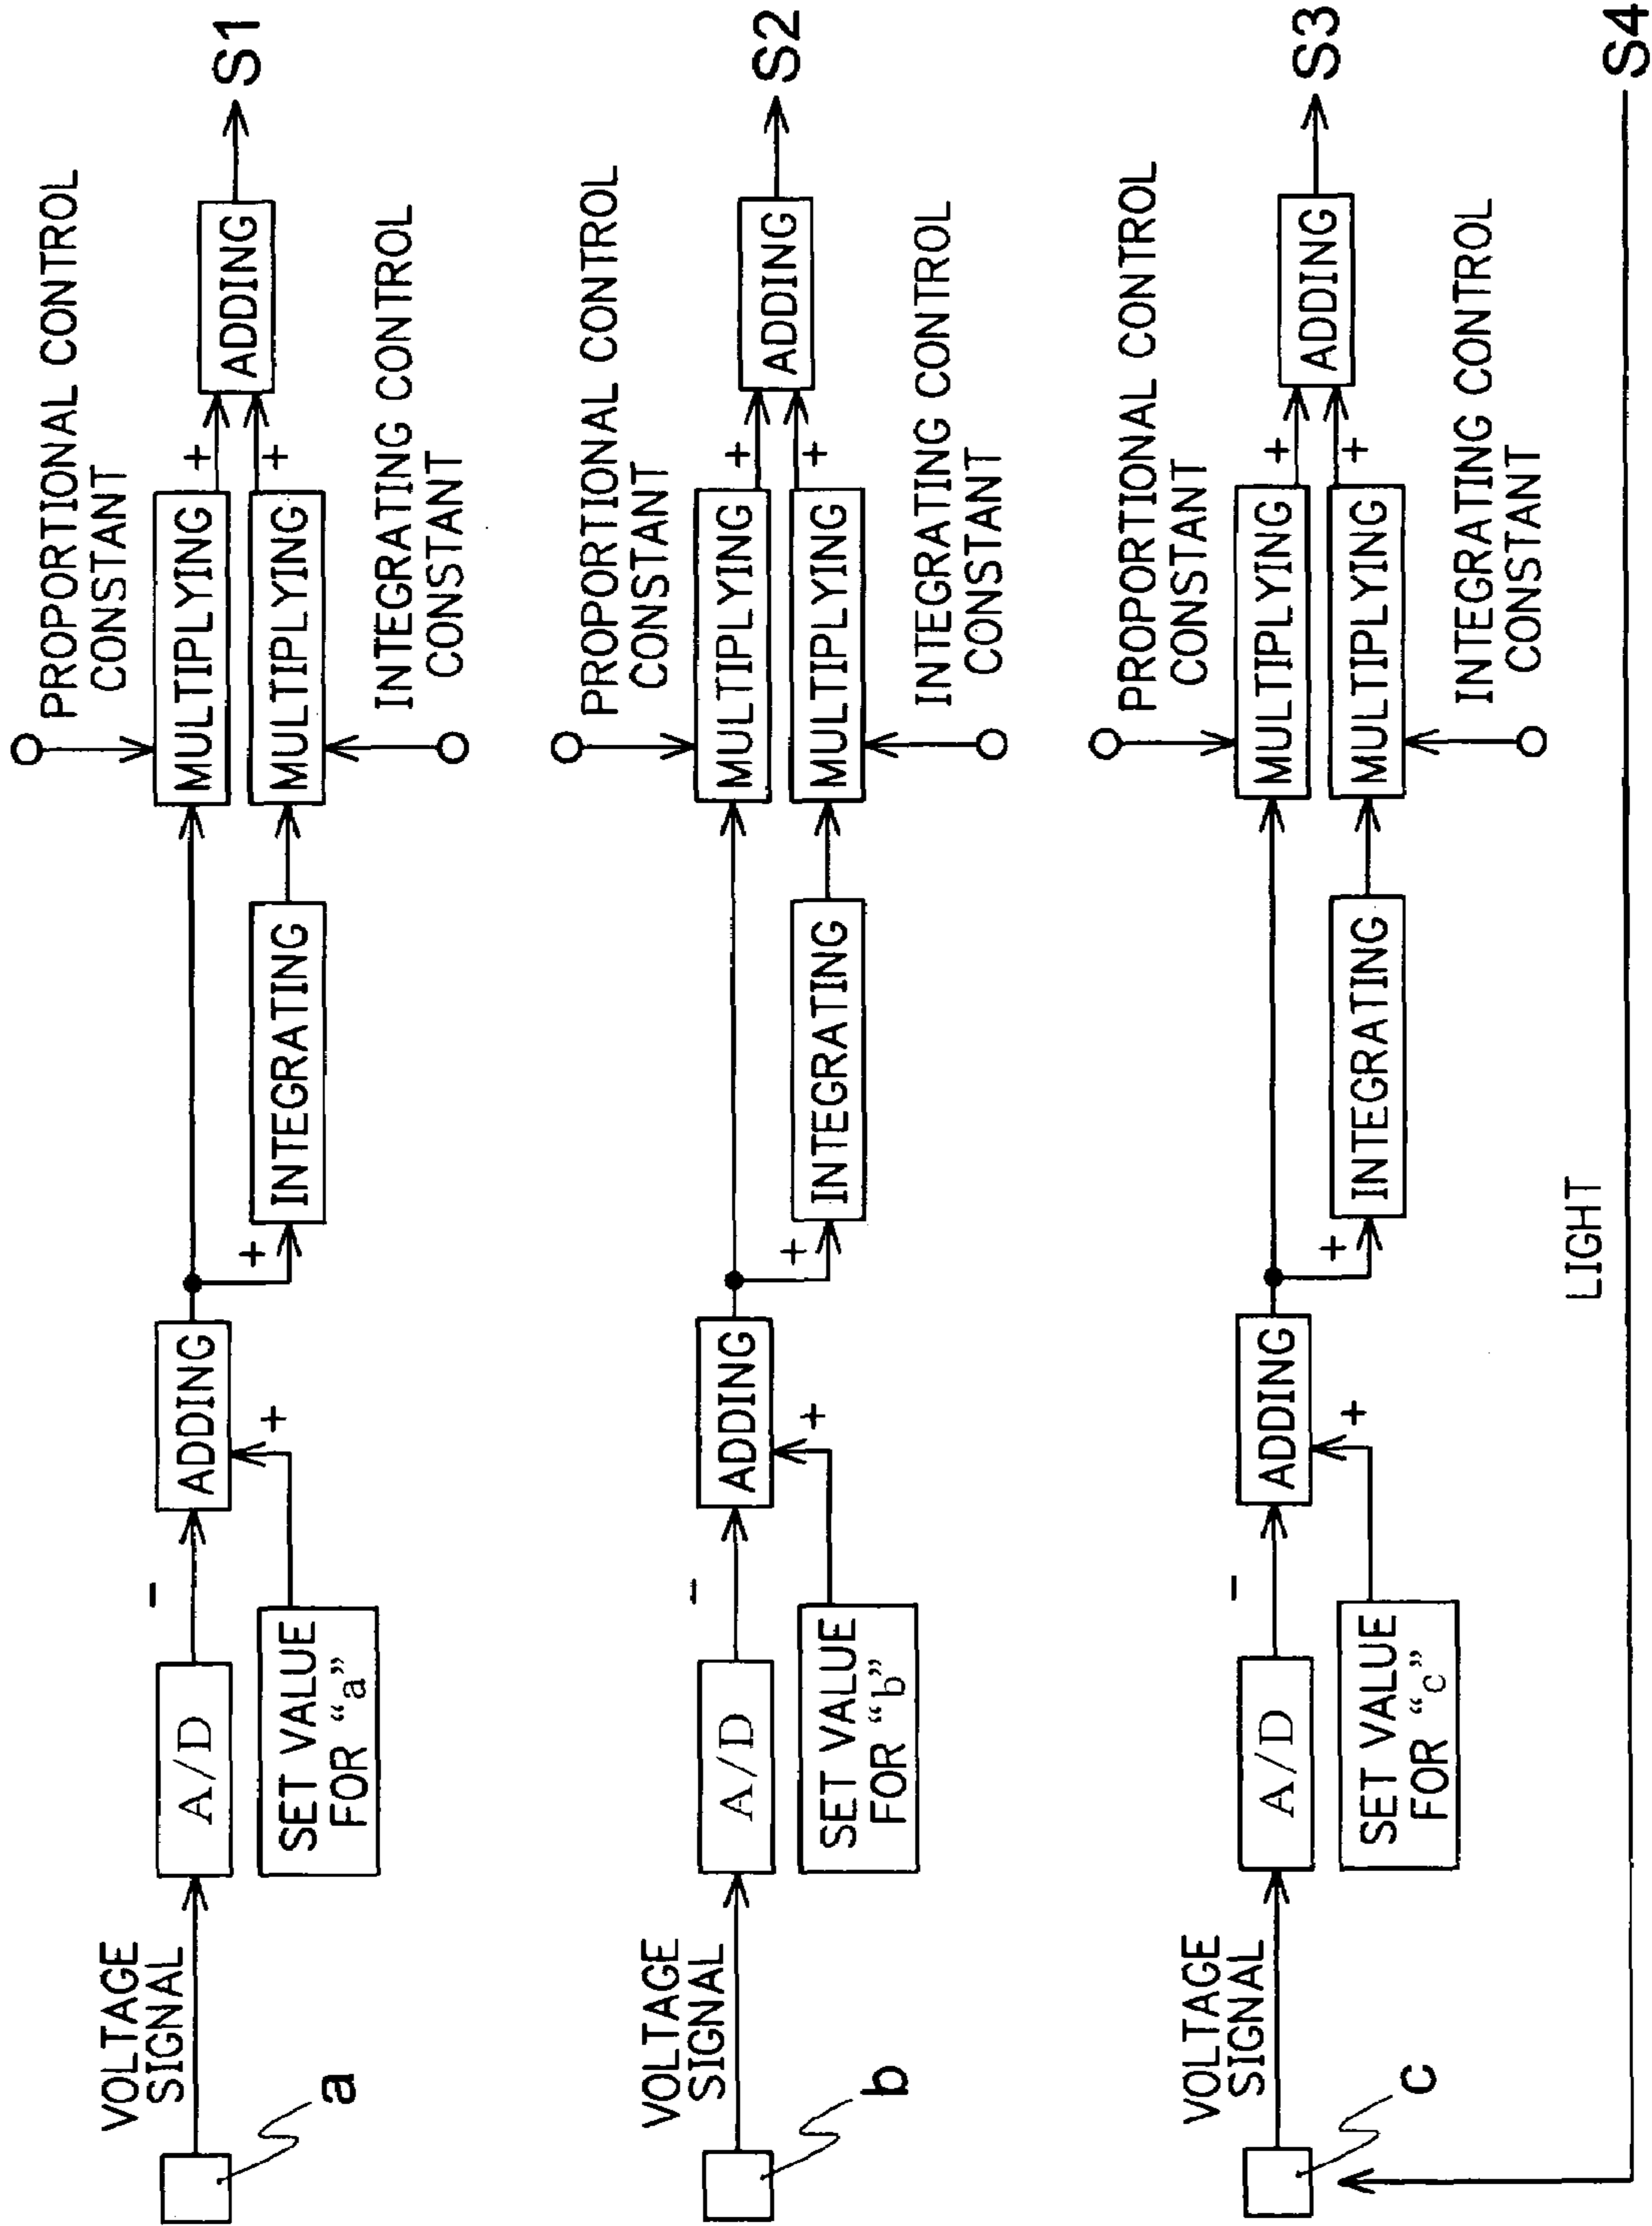 PROPORTIONAL CONTROL
CONSTANT
VOLTAGE
SIGNAL
A/D
-
ADDING
+
SET VALUE
FOR “a”
+
INTEGRATING
MULTIPLYING
MULTIPLYING
+
+
ADDING
S1
INTEGRATING CONTROL
CONSTANT
a
PROPORTIONAL CONTROL
CONSTANT
VOLTAGE
SIGNAL
A/D
-
ADDING
+
SET VALUE
FOR “b”
+
INTEGRATING
MULTIPLYING
MULTIPLYING
+
+
ADDING
S2
INTEGRATING CONTROL
CONSTANT
b
PROPORTIONAL CONTROL
CONSTANT
VOLTAGE
SIGNAL
A/D
-
ADDING
+
SET VALUE
FOR “c”
+
INTEGRATING
MULTIPLYING
MULTIPLYING
+
+
ADDING
S3
INTEGRATING CONTROL
CONSTANT
c
LIGHT
S4